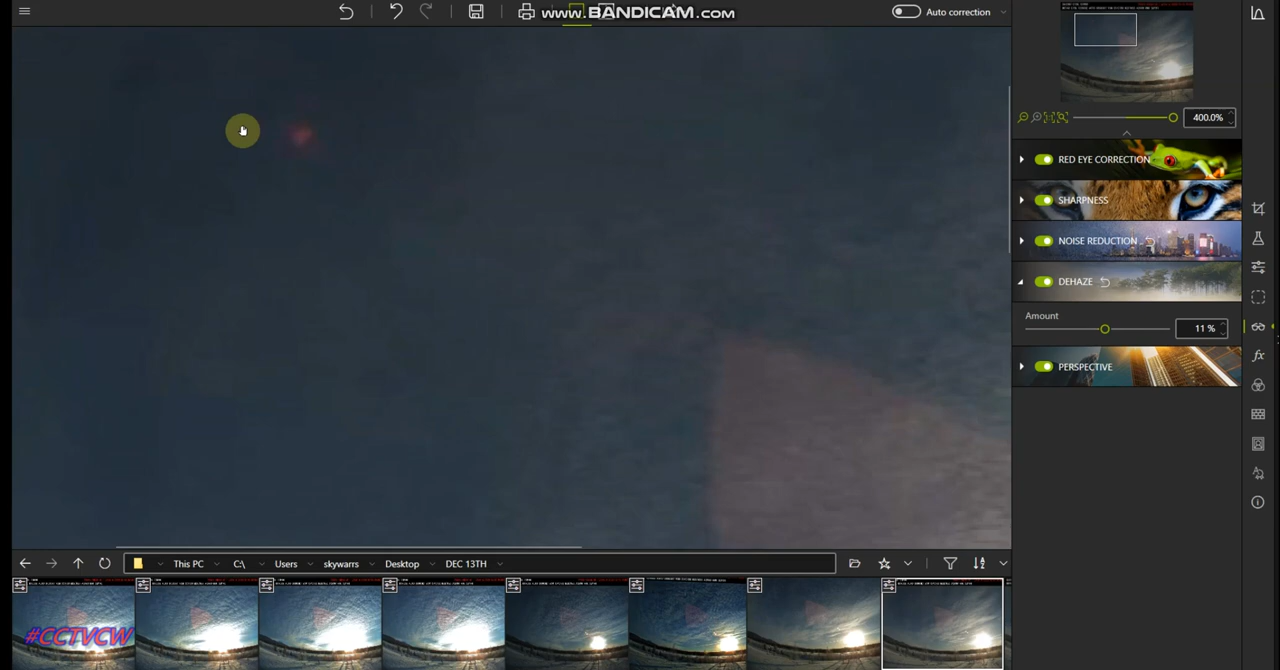 www.BANDICAM.com
Auto correction
400.0%
RED EYE CORRECTION
SHARPNESS
NOISE REDUCTION
DEHAZE
Amount
11 %
PERSPECTIVE
fx
This PC
C:\
Users
skywarrs
Desktop
DEC 13TH
#CCTVCW